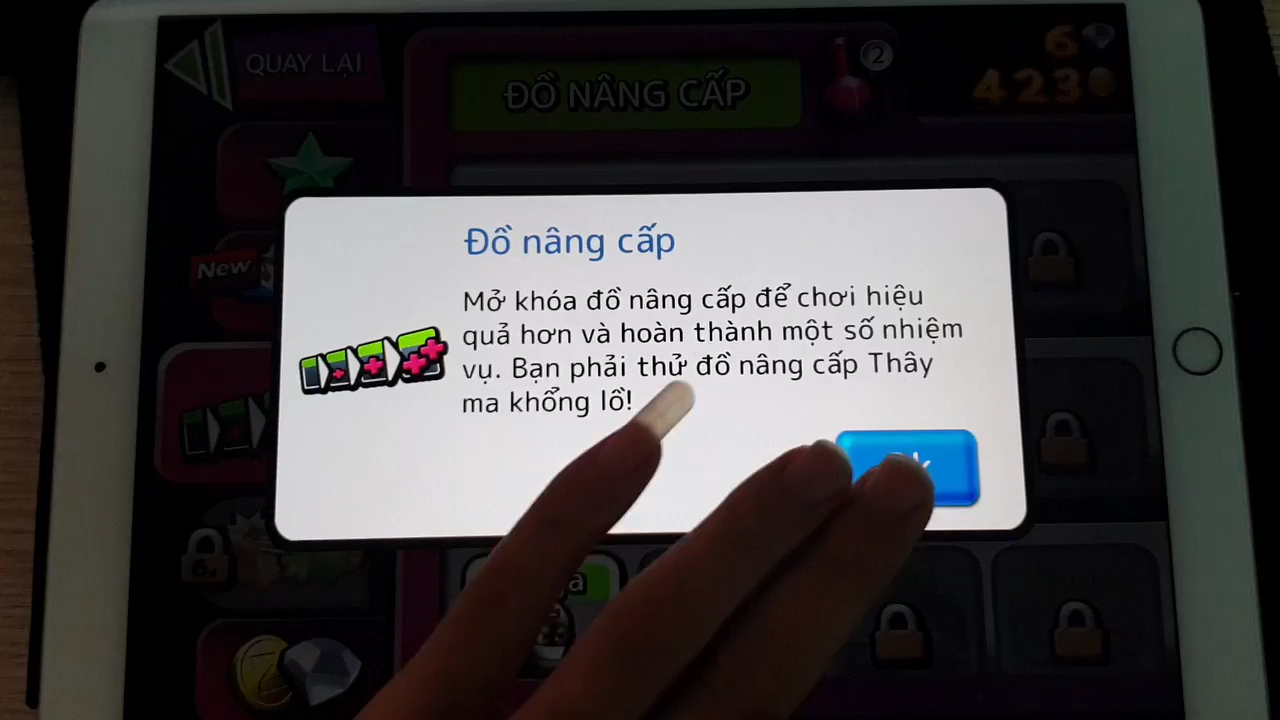 QUAY LẠI
ĐỒ NÂNG CẤP
2
6
4230
New
Đồ nâng cấp
Mở khóa đồ nâng cấp để chơi hiệu
quả hơn và hoàn thành một số nhiệm
vụ. Bạn phải thử đồ nâng cấp Thây
ma khổng lồ!
6.